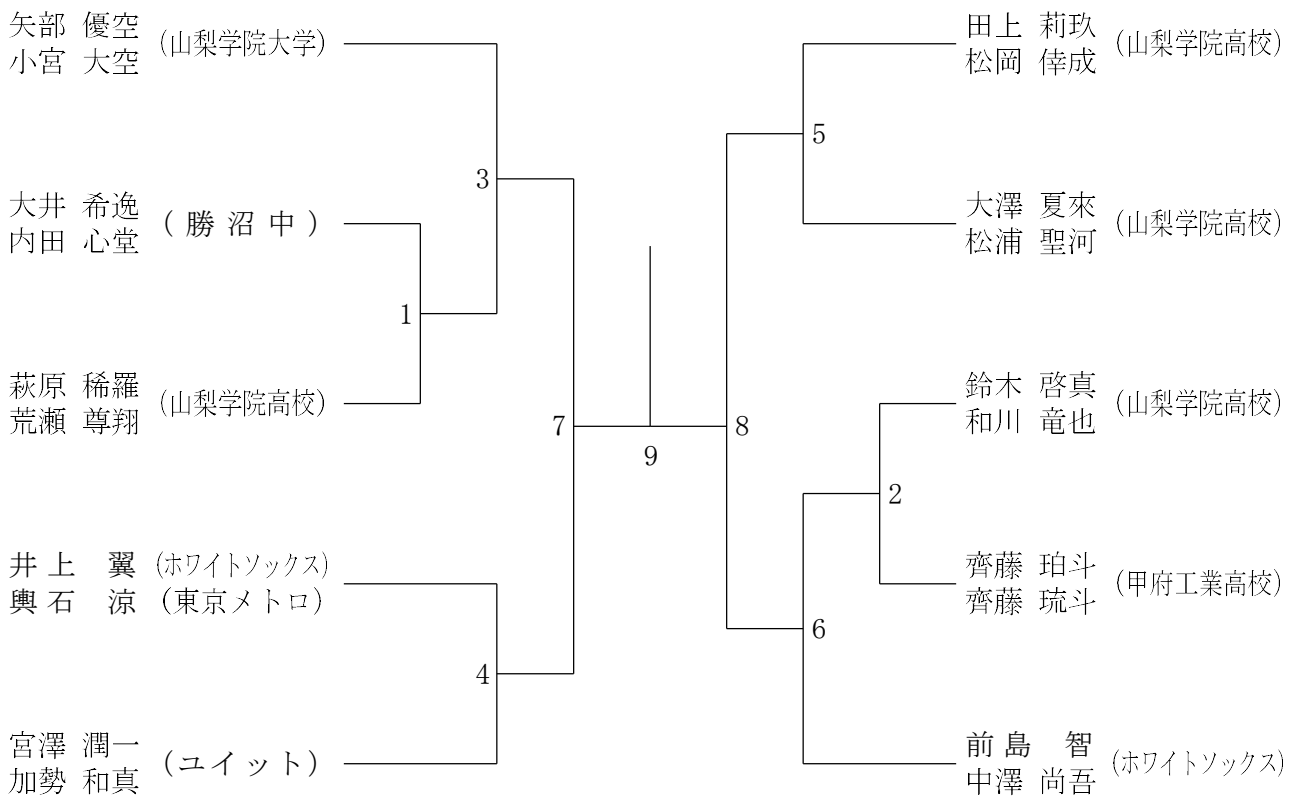 矢部 優空
小宮 大空 (山梨学院大学)
大井 希逸
内田 心堂 (勝沼中)
萩原 稀羅
荒瀬 尊翔 (山梨学院高校)
井上 翼 (ホワイトソックス)
輿石 涼 (東京メトロ)
宮澤 潤一
加勢 和真 (ユイット)
3
1
7
4
9
田上 莉玖
松岡 倖成 (山梨学院高校)
大澤 夏來
松浦 聖河 (山梨学院高校)
鈴木 啓真
和川 竜也 (山梨学院高校)
齊藤 珀斗
齊藤 琉斗 (甲府工業高校)
前島 智
中澤 尚吾 (ホワイトソックス)
5
8
2
6